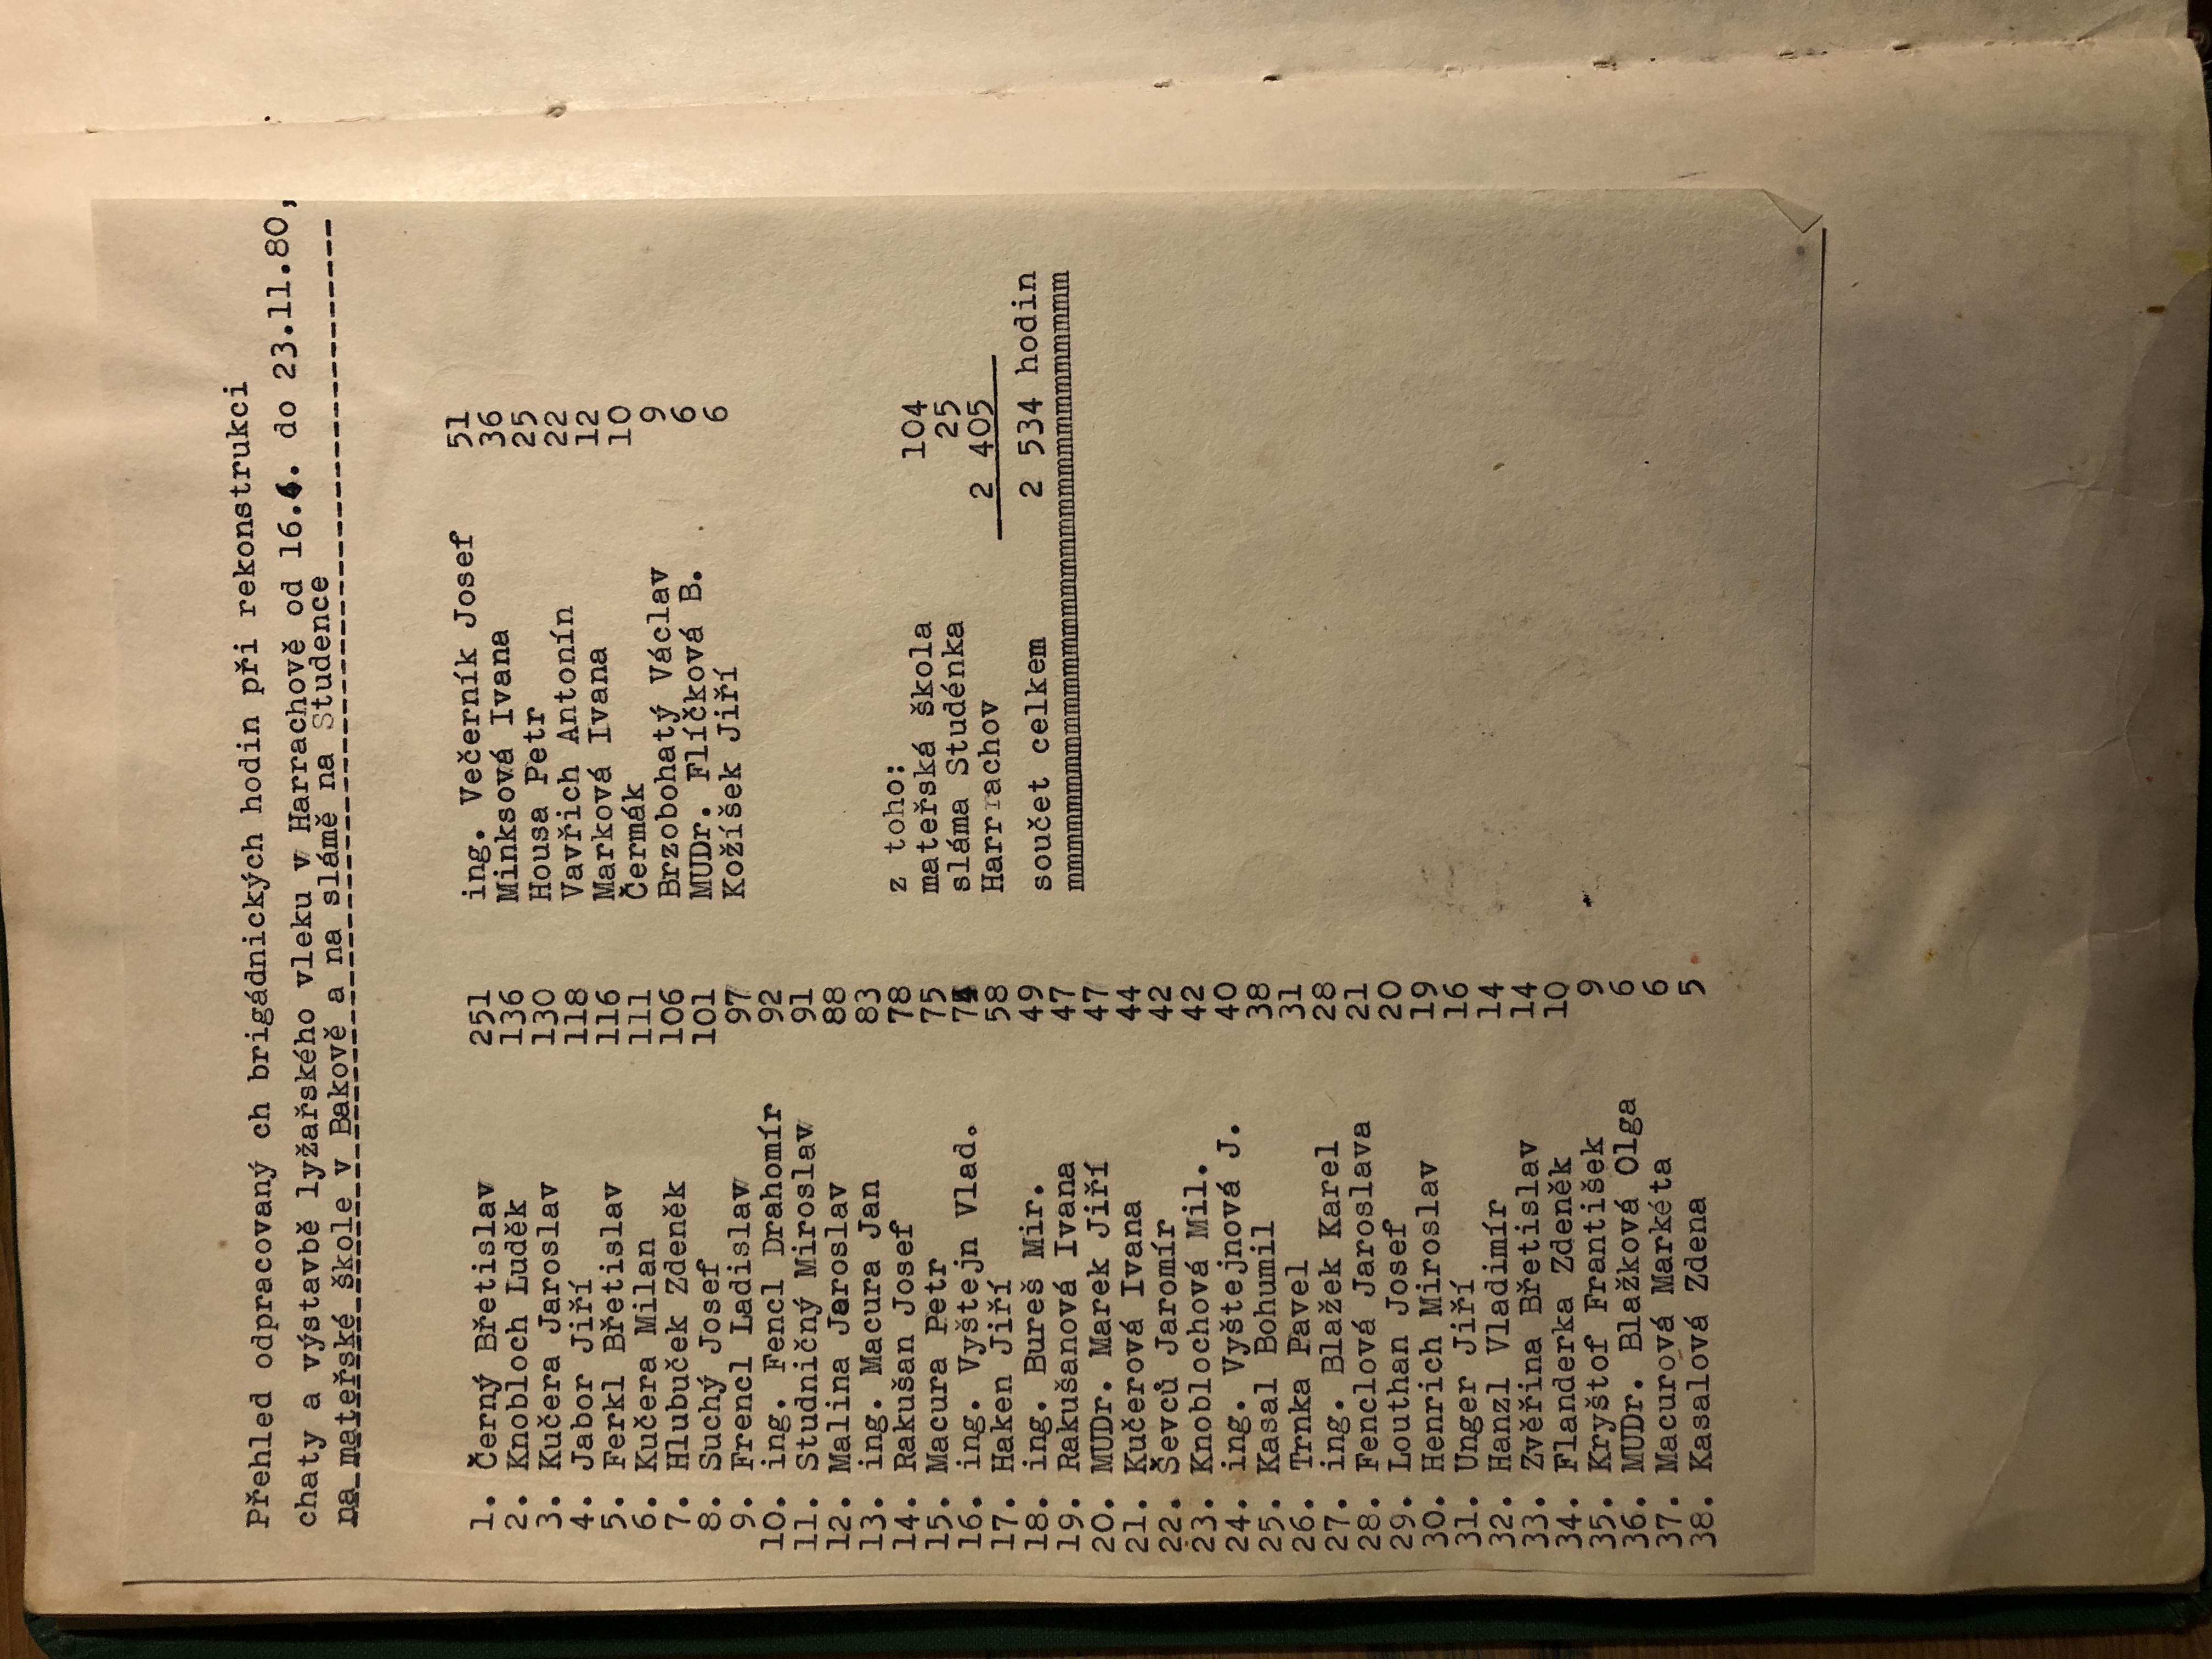 Přehled odpracovaný ch brigádnických hodin při rekonstrukci
chaty a výstavbě lyžařského vleku v Harrachově od 16.6. do 23.11.80,
na mateřské škole v Bakově a na slámě na Studence
1. Černý Břetislav 251
2. Knobloch Luděk 136
3. Kučera Jaroslav 130
4. Jabor Jiří 118
5. Ferkl Břetislav 116
6. Kučera Milan 111
7. Hlubuček Zdeněk 106
8. Suchý Josef 101
9. Frencl Ladislav 97
10. ing. Fencl Drahomír 92
11. Studničný Miroslav 91
12. Malina Jaroslav 88
13. ing. Macura Jan 83
14. Rakušan Josef 78
15. Macura Petr 75
16. ing. Vyštejn Vlad. 74
17. Haken Jiří 58
18. ing. Bureš Mir. 49
19. Rakušanová Ivana 47
20. MUDr. Marek Jiří 47
21. Kučerová Ivana 44
22. Ševců Jaromír 42
23. Knoblochová Mil. 42
24. ing. Vyštejnová J. 40
25. Kasal Bohumil 38
26. Trnka Pavel 31
27. ing. Blažek Karel 28
28. Fenclová Jaroslava 21
29. Louthan Josef 20
30. Henrich Miroslav 19
31. Unger Jiří 16
32. Hanzl Vladimír 14
33. Zvěřina Břetislav 14
34. Flanderka Zdeněk 10
35. Kryštof František 9
36. MUDr. Blažková Olga 6
37. Macurová Markéta 6
38. Kasalová Zdena 5
ing. Večerník Josef 51
Minksová Ivana 36
Housa Petr 25
Vavřich Antonín 22
Marková Ivana 12
Čermák 10
Brzobohatý Václav 9
MUDr. Flíčková B. 6
Kožíšek Jiří 6
z toho:
mateřská škola 104
sláma Studénka 25
Harrachov 2 405
součet celkem 2 534 hodin